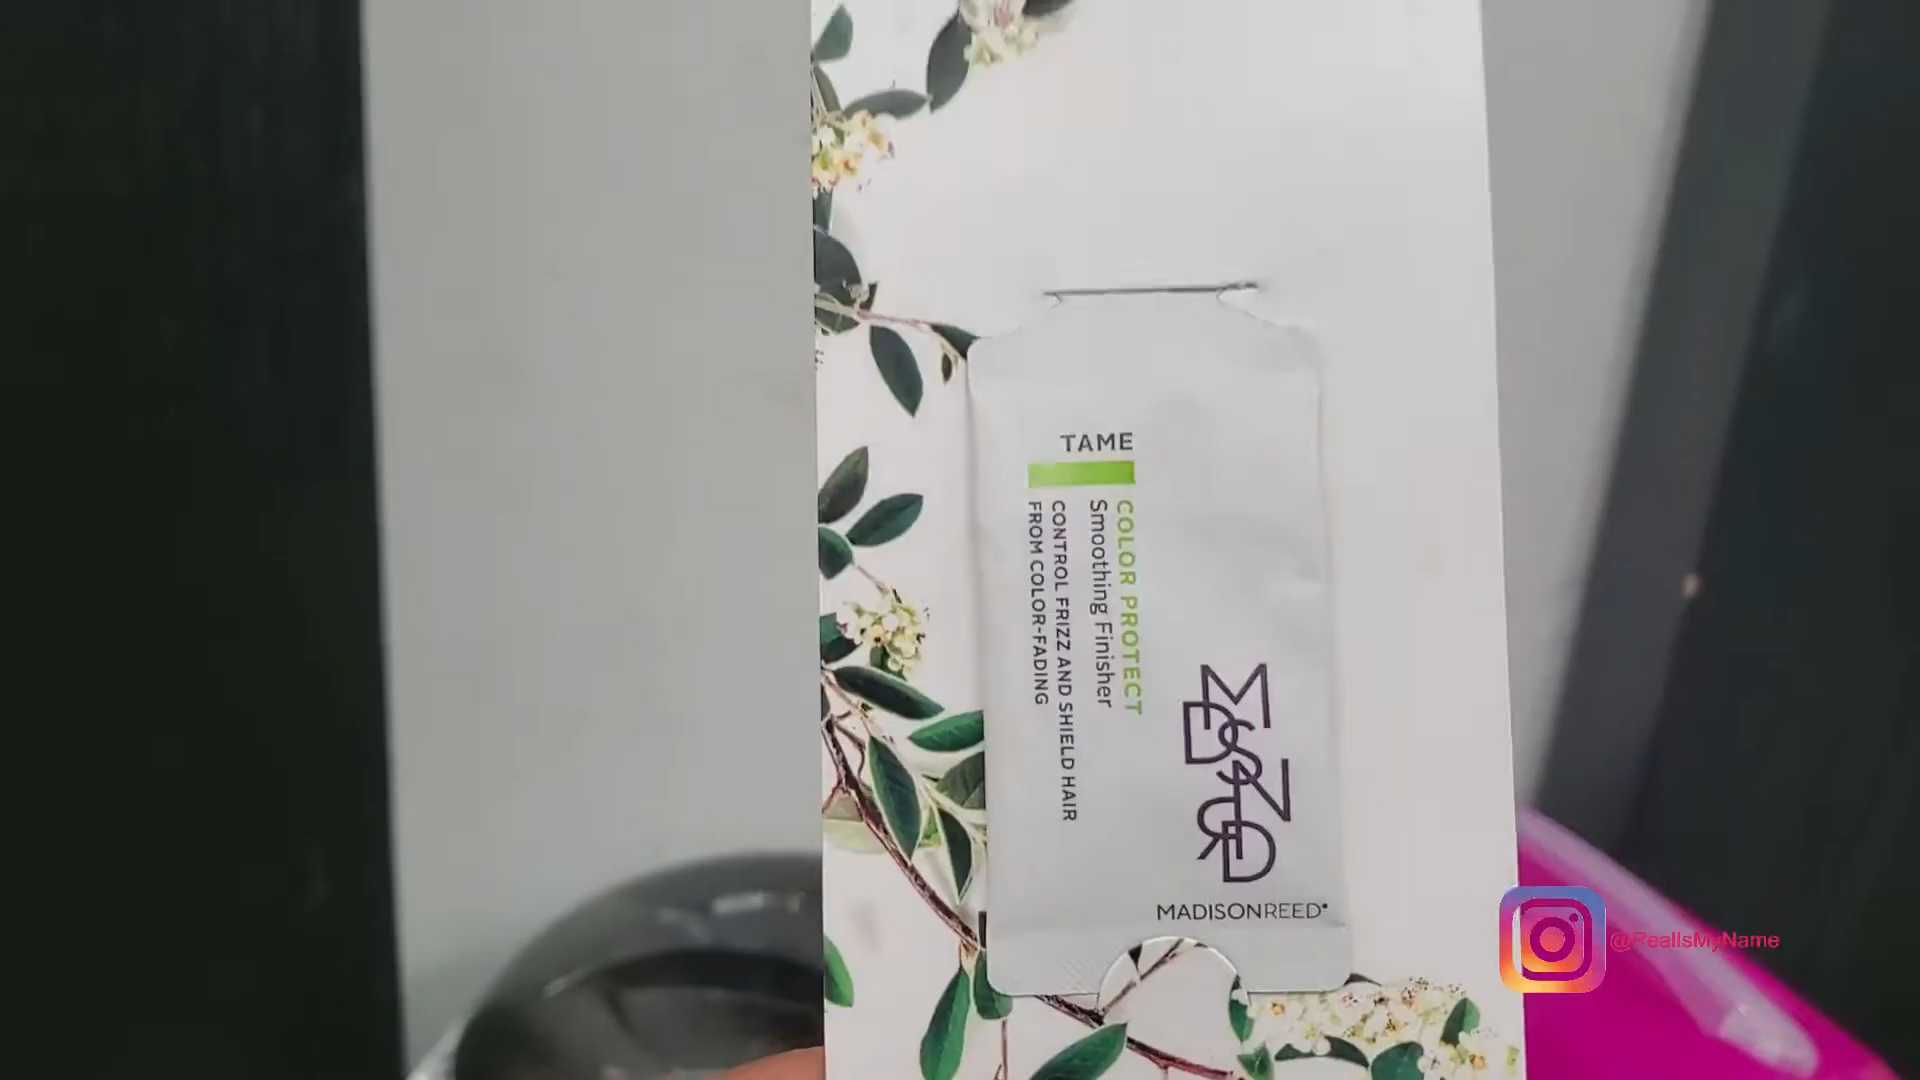 TAME
COLOR PROTECT
Smoothing Finisher
CONTROL FRIZZ AND SHIELD HAIR
FROM COLOR-FADING
MADISONREED
@RealIsMyName